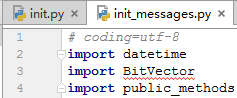 init.py × init_messages.py ×
1 # coding=utf-8
2 import datetime
3 import BitVector
4 import public_methods